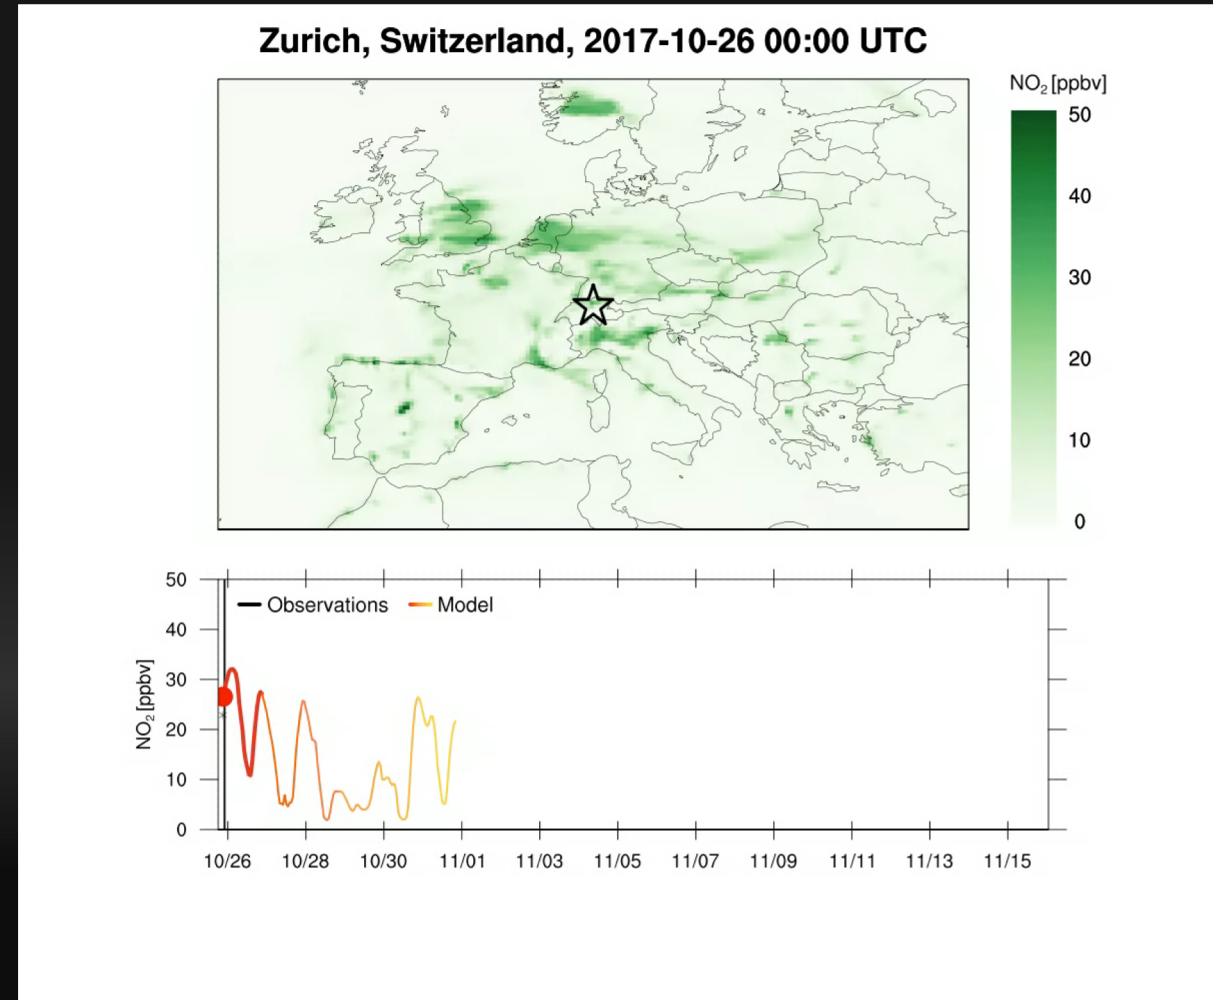 Zurich, Switzerland, 2017-10-26 00:00 UTC
NO₂ [ppbv]
50
40
30
20
10
0
50
40
30
20
10
0
NO₂ [ppbv]
Observations Model
10/26 10/28 10/30 11/01 11/03 11/05 11/07 11/09 11/11 11/13 11/15